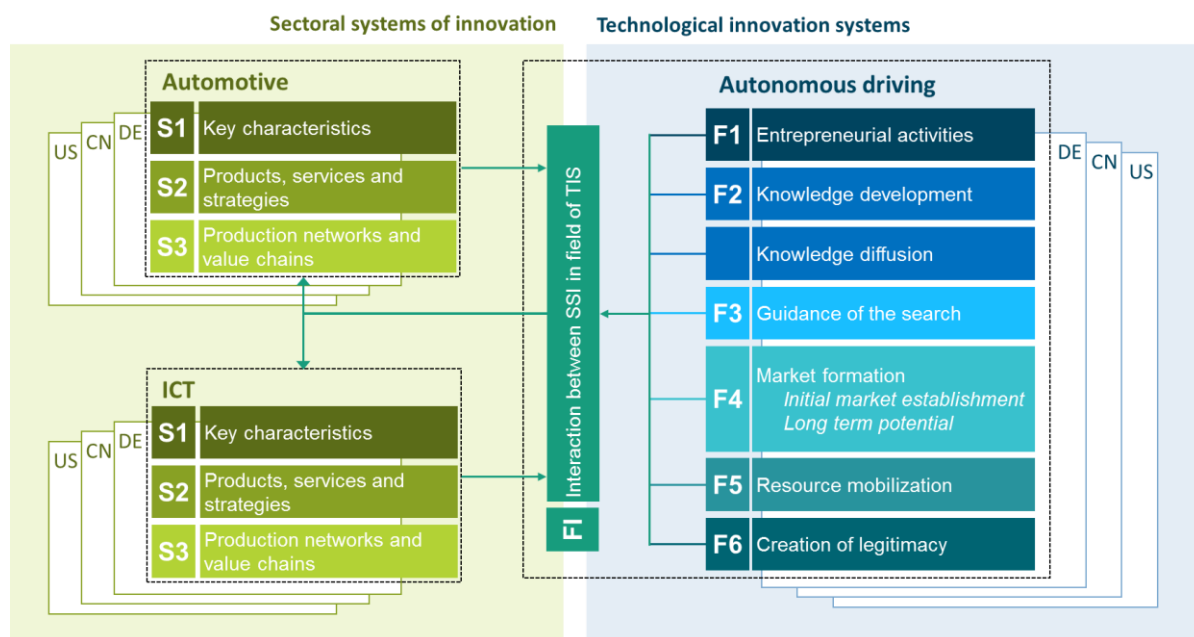 Sectoral systems of innovation
Technological innovation systems
Automotive
S1 Key characteristics
S2 Products, services and
strategies
S3 Production networks and
value chains
US
CN
DE
ICT
S1 Key characteristics
S2 Products, services and
strategies
S3 Production networks and
value chains
US
CN
DE
Interaction between SSI in field of TIS
FI
Autonomous driving
F1 Entrepreneurial activities
F2 Knowledge development
Knowledge diffusion
F3 Guidance of the search
F4 Market formation
Initial market establishment
Long term potential
F5 Resource mobilization
F6 Creation of legitimacy
DE
CN
US